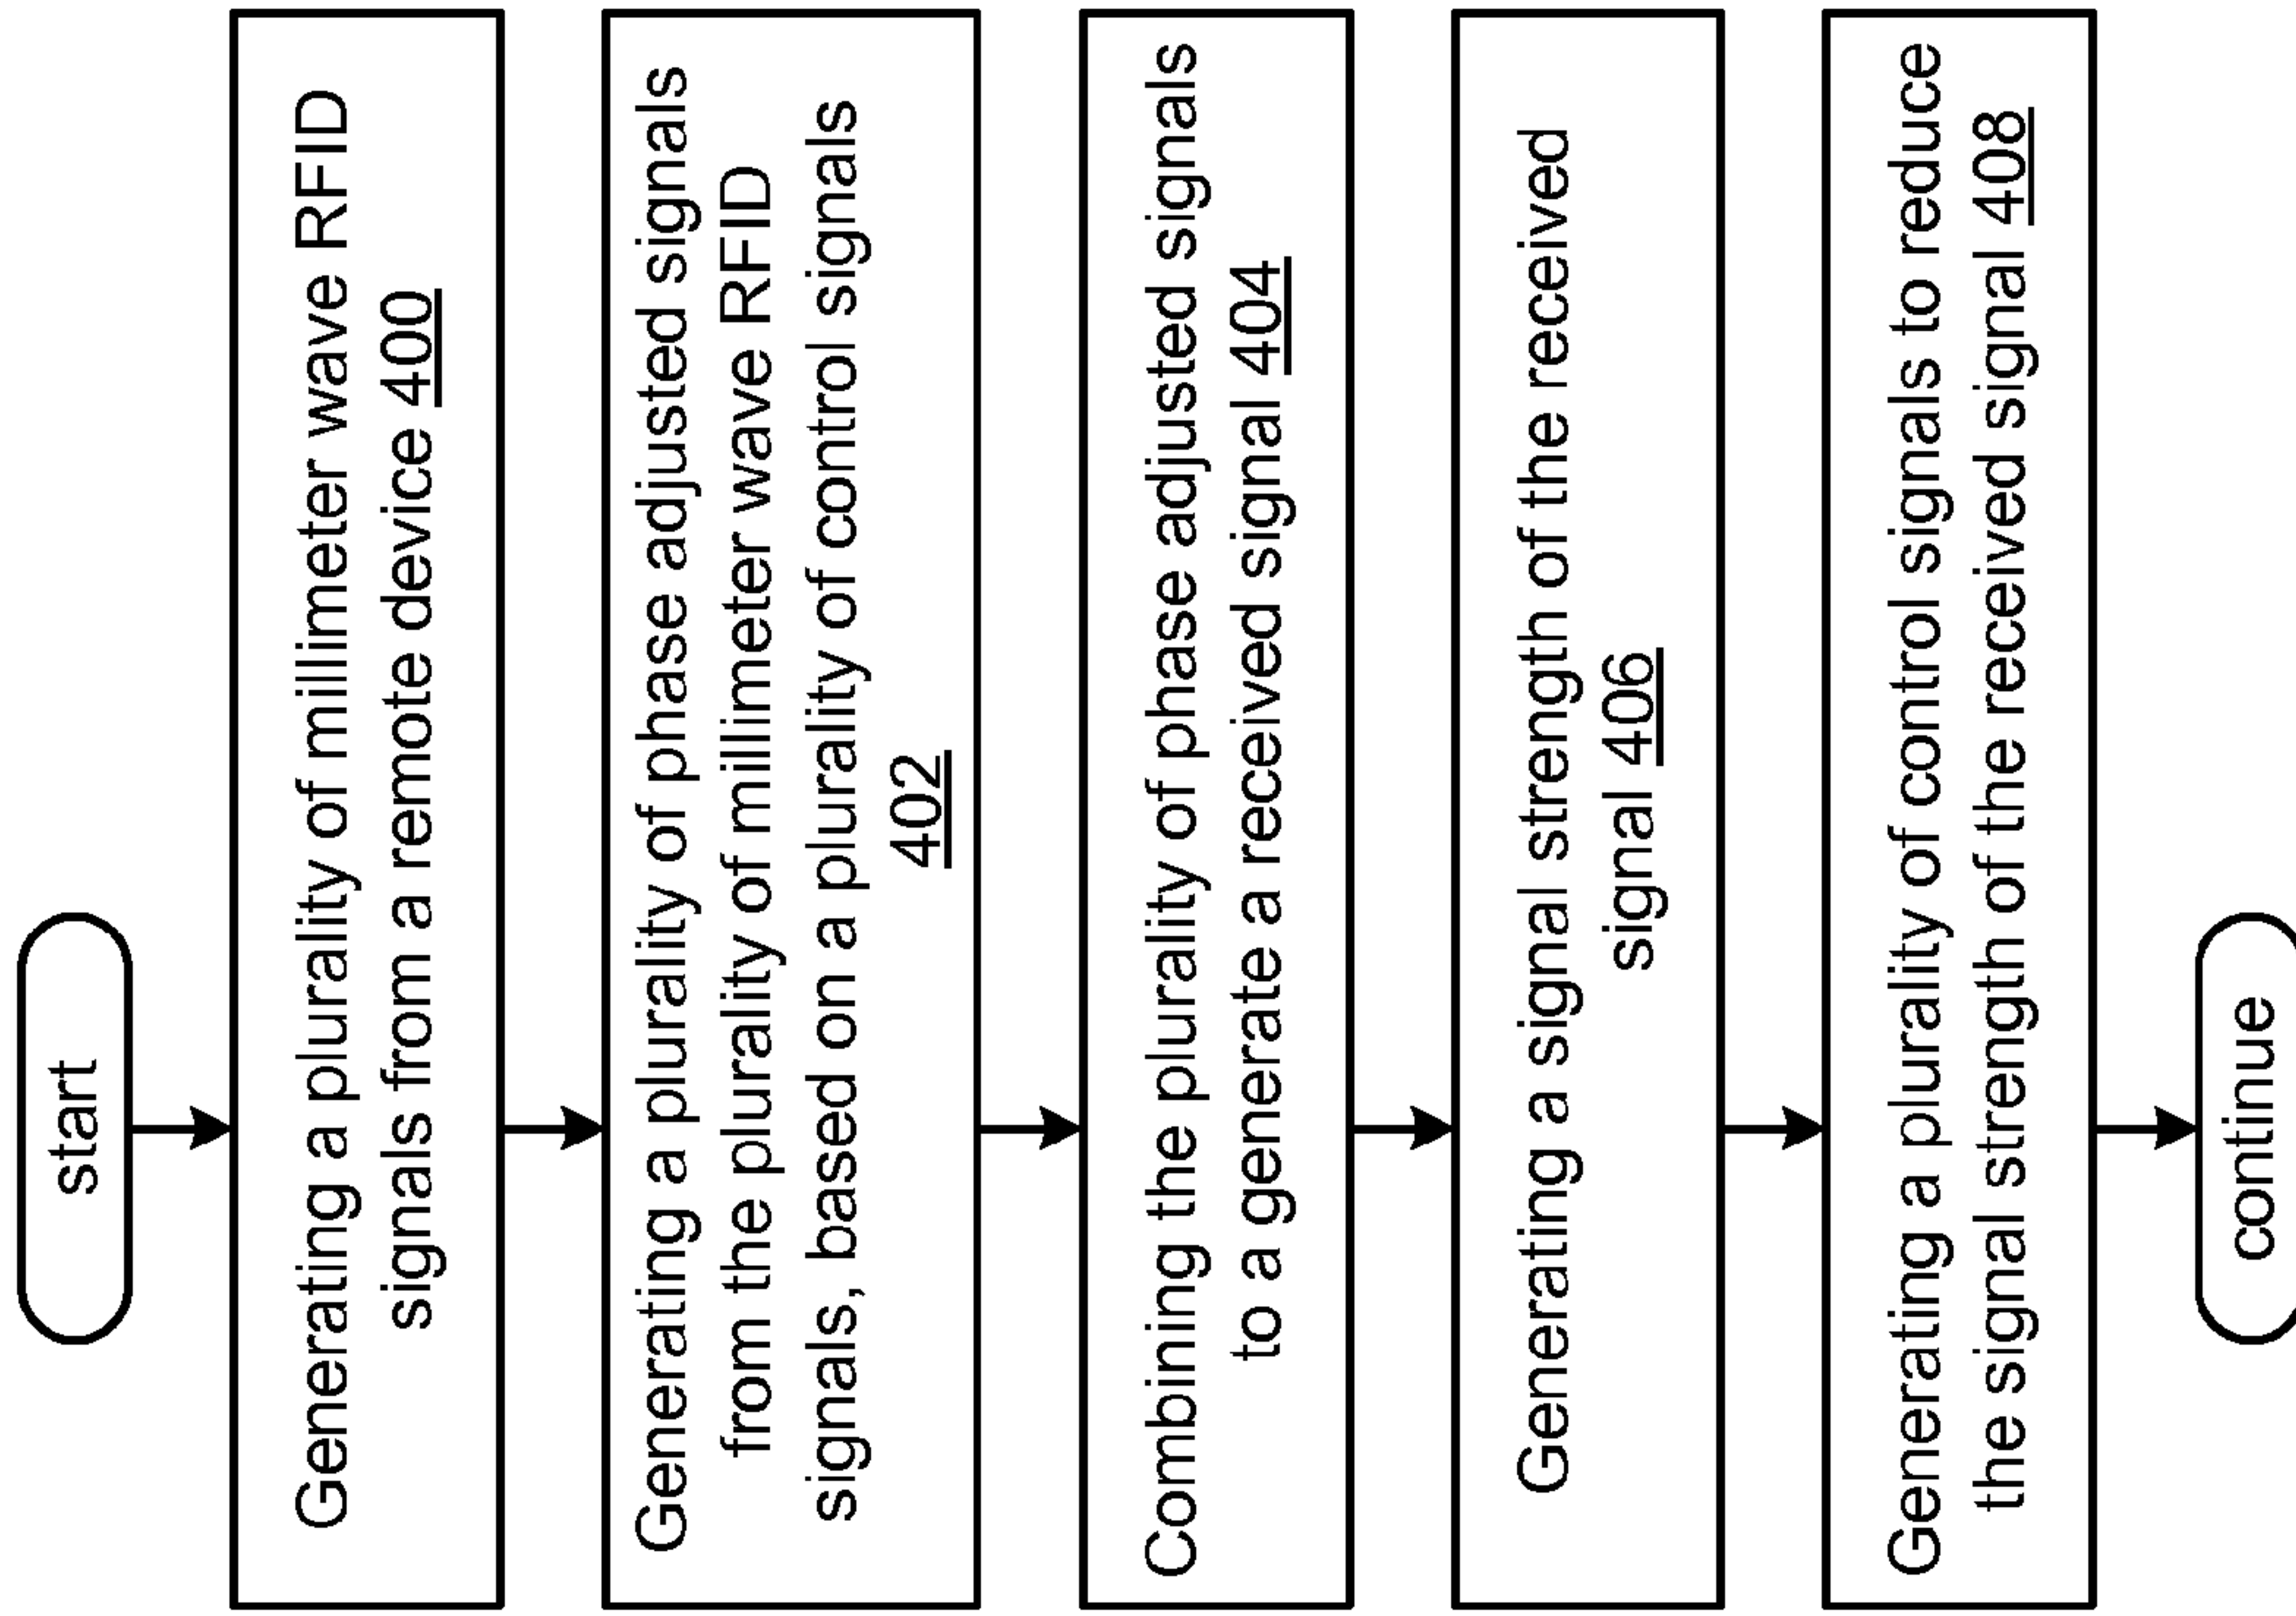 start
Generating a plurality of millimeter wave RFID
signals from a remote device 400
Generating a plurality of phase adjusted signals
from the plurality of millimeter wave RFID
signals, based on a plurality of control signals
402
Combining the plurality of phase adjusted signals
to a generate a received signal 404
Generating a signal strength of the received
signal 406
Generating a plurality of control signals to reduce
the signal strength of the received signal 408
continue